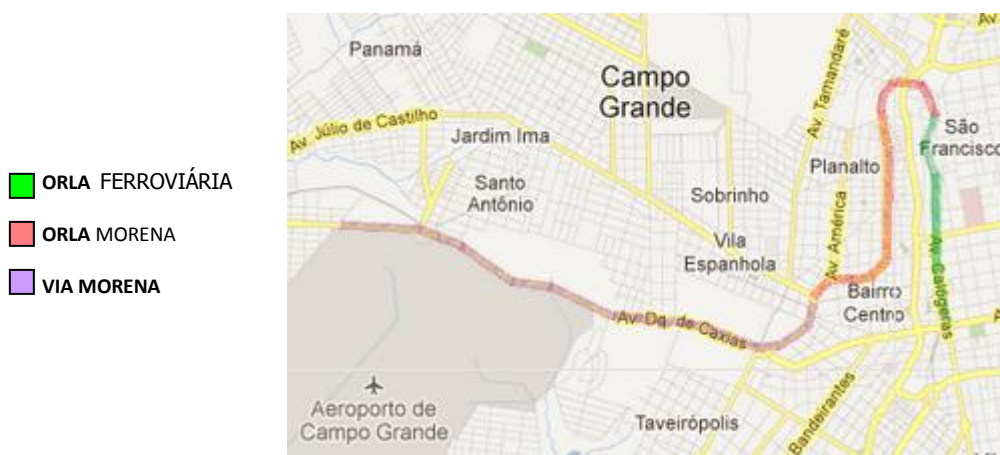 ORLA FERROVIÁRIA
ORLA MORENA
VIA MORENA
Panamá
Campo
Grande
Av. Tamandaré
Av
Av. Júlio de Castilho
Jardim Ima
São
Francisco
Planalto
Santo
Antônio
Sobrinho
Av. América
Vila
Espanhola
Av. Calógeras
Bairro
Centro
Av. Dq. de Caxias
Aeroporto de
Campo Grande
Taveirópolis
Bandeirantes